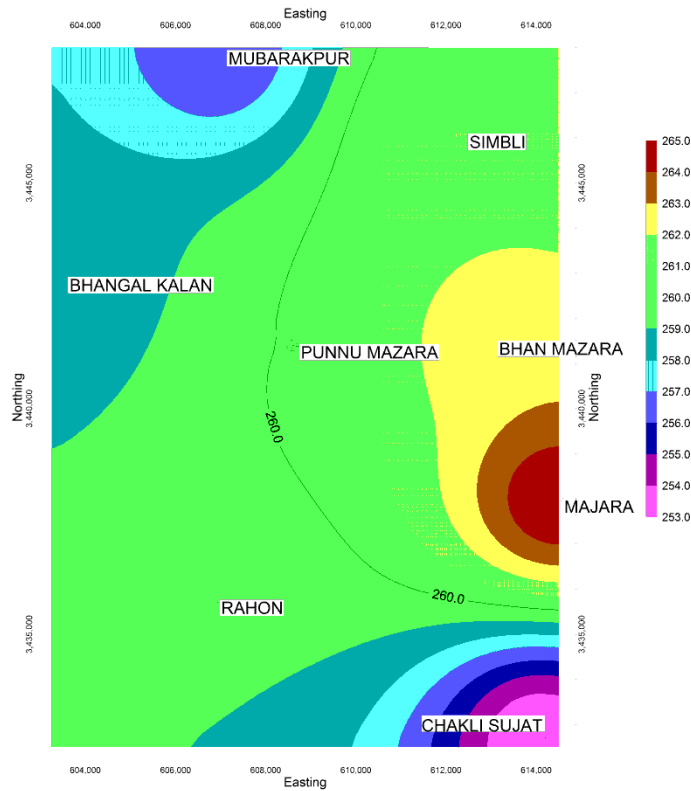 Easting
604,000 606,000 608,000 610,000 612,000 614,000
MUBARAKPUR
SIMBLI
3,445,000 3,445,000
265.0
264.0
263.0
262.0
261.0
260.0
259.0
258.0
257.0
256.0
255.0
254.0
253.0
BHANGAL KALAN
PUNNU MAZARA
BHAN MAZARA
Northing 3,440,000 3,440,000 Northing
260.0
MAJARA
260.0
RAHON
3,435,000 3,435,000
CHAKLI SUJAT
604,000 606,000 608,000 610,000 612,000 614,000
Easting